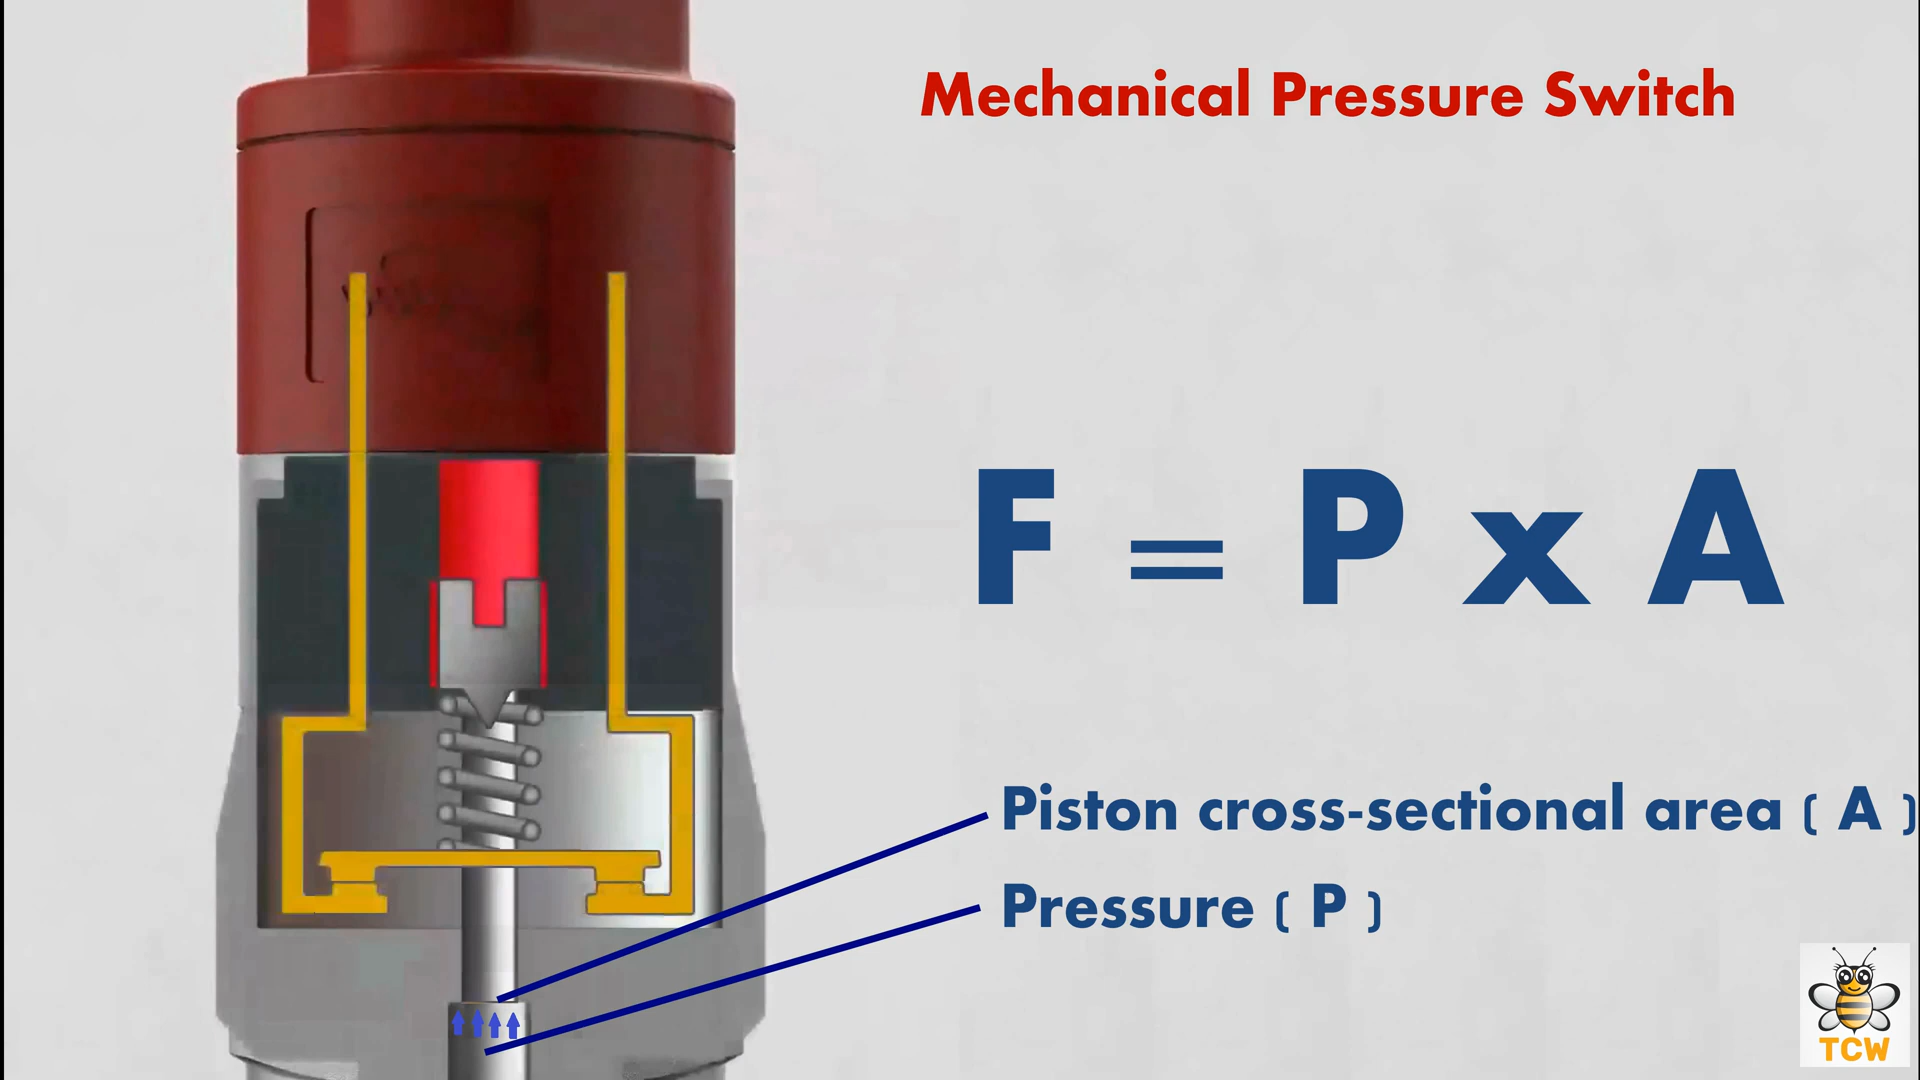 Mechanical Pressure Switch
F = P x A
Piston cross-sectional area ( A )
Pressure ( P )
TCW